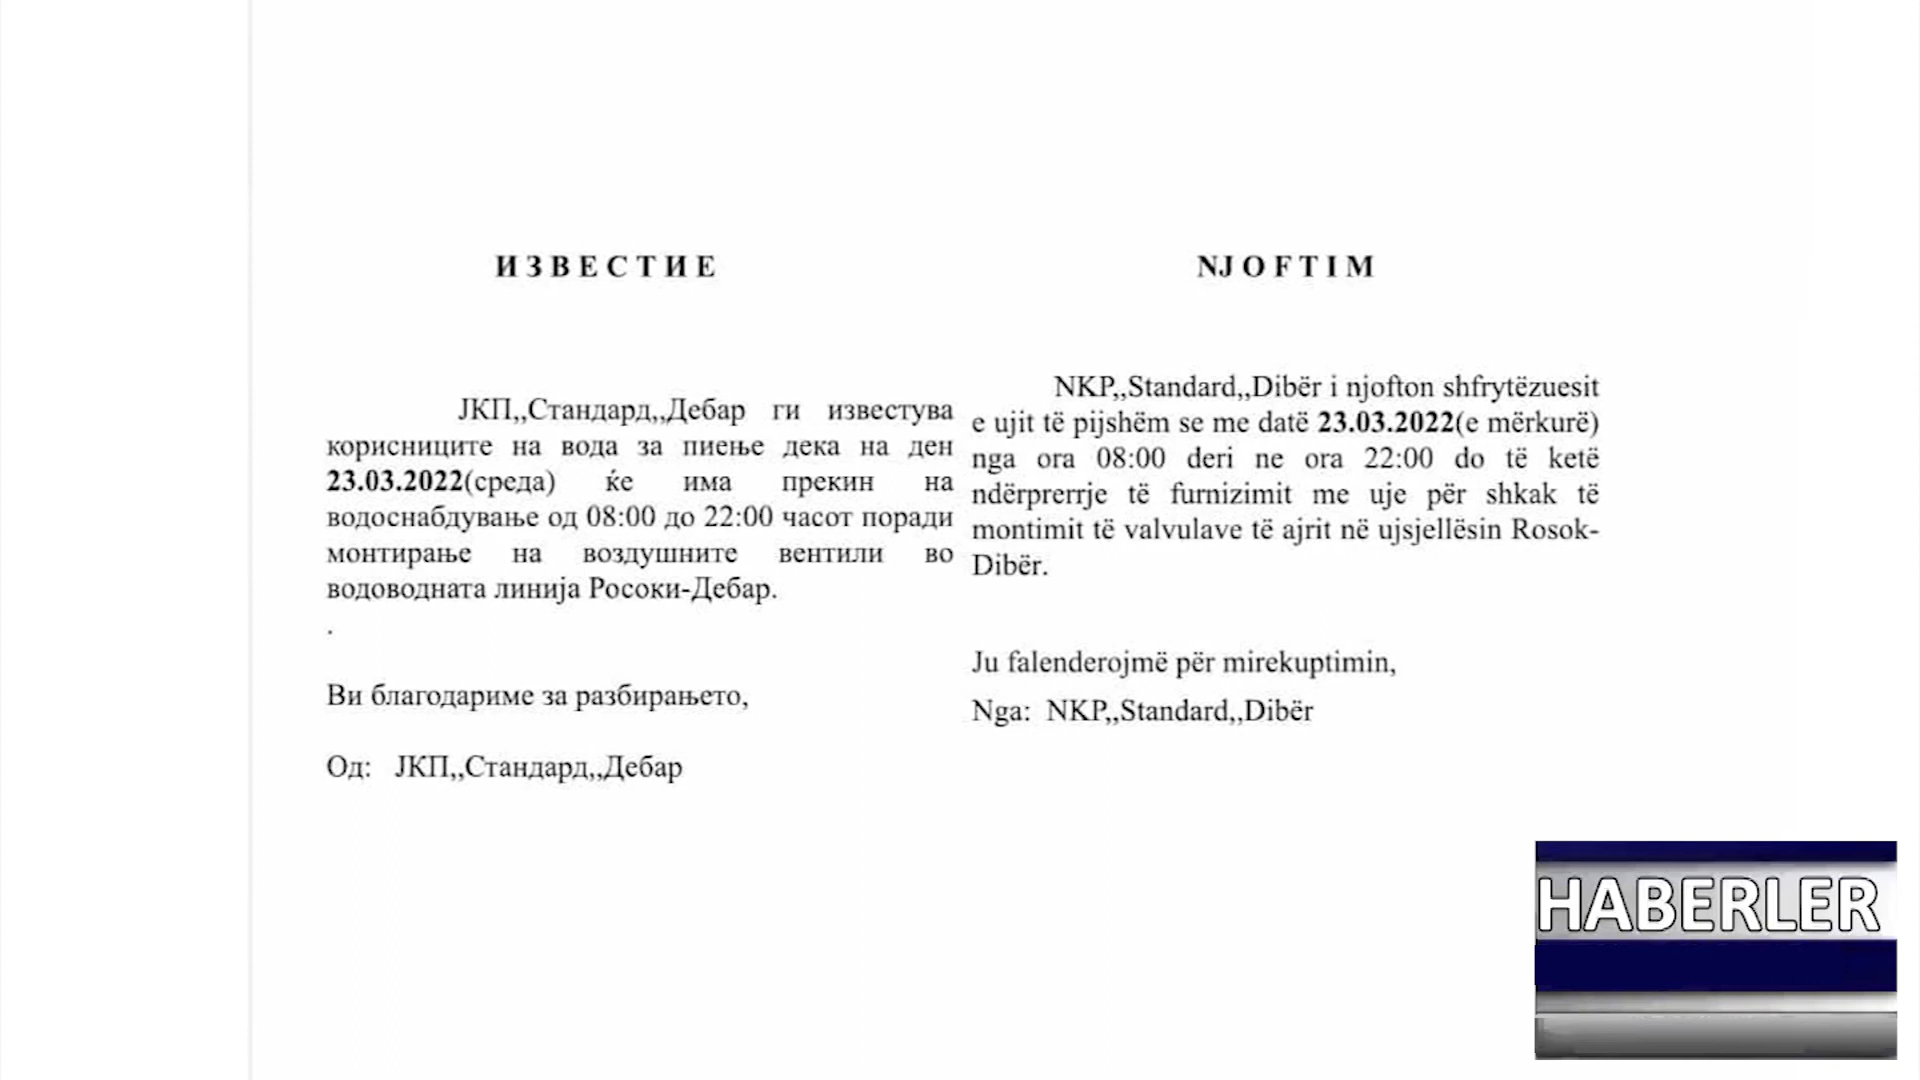 ИЗВЕСТИЕ
ЈКП,,Стандард,,Дебар ги известува
корисниците на вода за пиење дека на ден
23.03.2022(среда) ќе има прекин на
водоснабдување од 08:00 до 22:00 часот поради
монтирање на воздушните вентили во
водоводната линија Росоки-Дебар.
.
Ви благодариме за разбирањето,
Од: ЈКП,,Стандард,,Дебар
NJOFTIM
NKP,,Standard,,Dibër i njofton shfrytëzuesit
e ujit të pijshëm se me datë 23.03.2022(e mërkurë)
nga ora 08:00 deri ne ora 22:00 do të ketë
ndërprerrje të furnizimit me uje për shkak të
montimit të valvulave të ajrit në ujsjellësin Rosok-
Dibër.
Ju falenderojmë për mirekuptimin,
Nga: NKP,,Standard,,Dibër
HABERLER